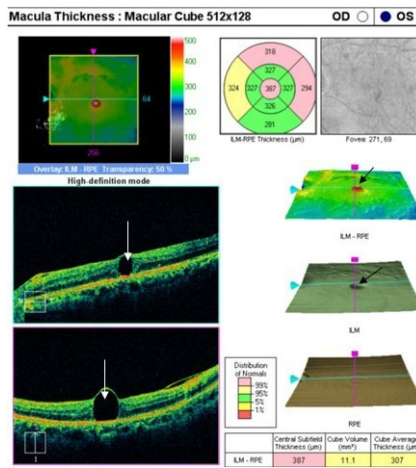 Macula Thickness : Macular Cube 512x128 OD OS
500
400
300
200
100
0 µm
64
256
Overlay: ILM - RPE Transparency: 50 %
High-definition mode
318
327
324 327 387 327 294
326
281
ILM-RPE Thickness (µm)
Fovea: 271, 69
ILM - RPE
ILM
RPE
Distribution
of Normals
99%
95%
5%
1%
Central Subfield Thickness (µm) Cube Volume (mm³) Cube Average Thickness (µm)
ILM - RPE 387 11.1 307